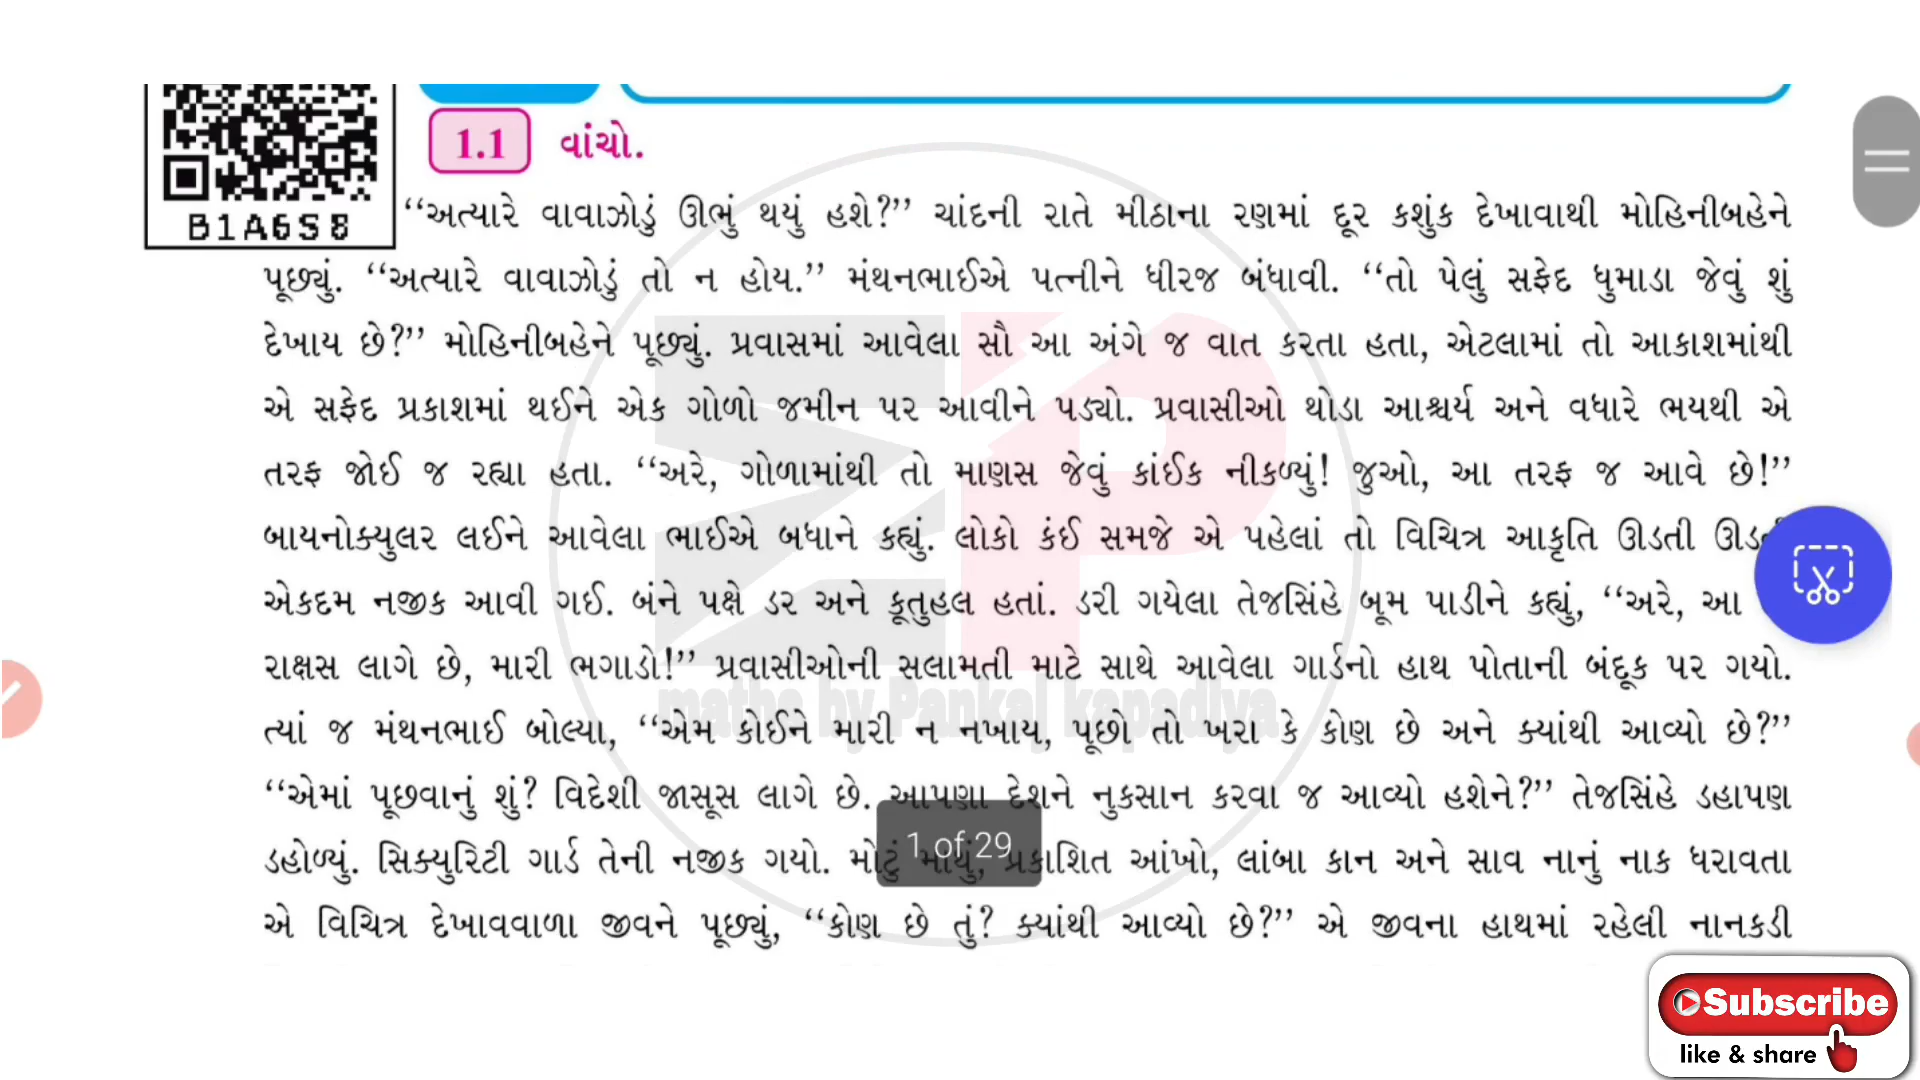 1.1 વાંચો.
B1A6S8
‘‘અત્યારે વાવાઝોડું ઊભું થયું હશે?’’ ચાંદની રાતે મીઠાના રણમાં દૂર કશુંક દેખાવાથી મોહિનીબહેને
પૂછ્યું. ‘‘અત્યારે વાવાઝોડું તો ન હોય.’’ મંથનભાઈએ પત્નીને ધીરજ બંધાવી. ‘‘તો પેલું સફેદ ધુમાડા જેવું શું
દેખાય છે?’’ મોહિનીબહેને પૂછ્યું. પ્રવાસમાં આવેલા સૌ આ અંગે જ વાત કરતા હતા, એટલામાં તો આકાશમાંથી
એ સફેદ પ્રકાશમાં થઈને એક ગોળો જમીન પર આવીને પડ્યો. પ્રવાસીઓ થોડા આશ્ચર્ય અને વધારે ભયથી એ
તરફ જોઈ જ રહ્યા હતા. ‘‘અરે, ગોળામાંથી તો માણસ જેવું કાંઈક નીકળ્યું! જુઓ, આ તરફ જ આવે છે!’’
બાયનોક્યુલર લઈને આવેલા ભાઈએ બધાને કહ્યું. લોકો કંઈ સમજે એ પહેલાં તો વિચિત્ર આકૃતિ ઊડતી
એકદમ નજીક આવી ગઈ. બંને પક્ષે ડર અને કૂતુહલ હતાં. ડરી ગયેલા તેજસિંહે બૂમ પાડીને કહ્યું, ‘‘અરે, આ
રાક્ષસ લાગે છે, મારી ભગાડો!’’ પ્રવાસીઓની સલામતી માટે સાથે આવેલા ગાર્ડનો હાથ પોતાની બંદૂક પર ગયો.
maths by Pankaj kapadiya
ત્યાં જ મંથનભાઈ બોલ્યા, ‘‘એમ કોઈને મારી ન નખાય, પૂછો તો ખરા કે કોણ છે અને ક્યાંથી આવ્યો છે?’’
‘‘એમાં પૂછવાનું શું? વિદેશી જાસૂસ લાગે છે. આપણા દેશને નુકસાન કરવા જ આવ્યો હશેને?’’ તેજસિંહે ડહાપણ
ડહોળ્યું. સિક્યુરિટી ગાર્ડ તેની નજીક ગયો. મોટું માથું, પ્રકાશિત આંખો, લાંબા કાન અને સાવ નાનું નાક ધરાવતા
1 of 29
એ વિચિત્ર દેખાવવાળા જીવને પૂછ્યું, ‘‘કોણ છે તું? ક્યાંથી આવ્યો છે?’’ એ જીવના હાથમાં રહેલી નાનકડી
Subscribe
like & share